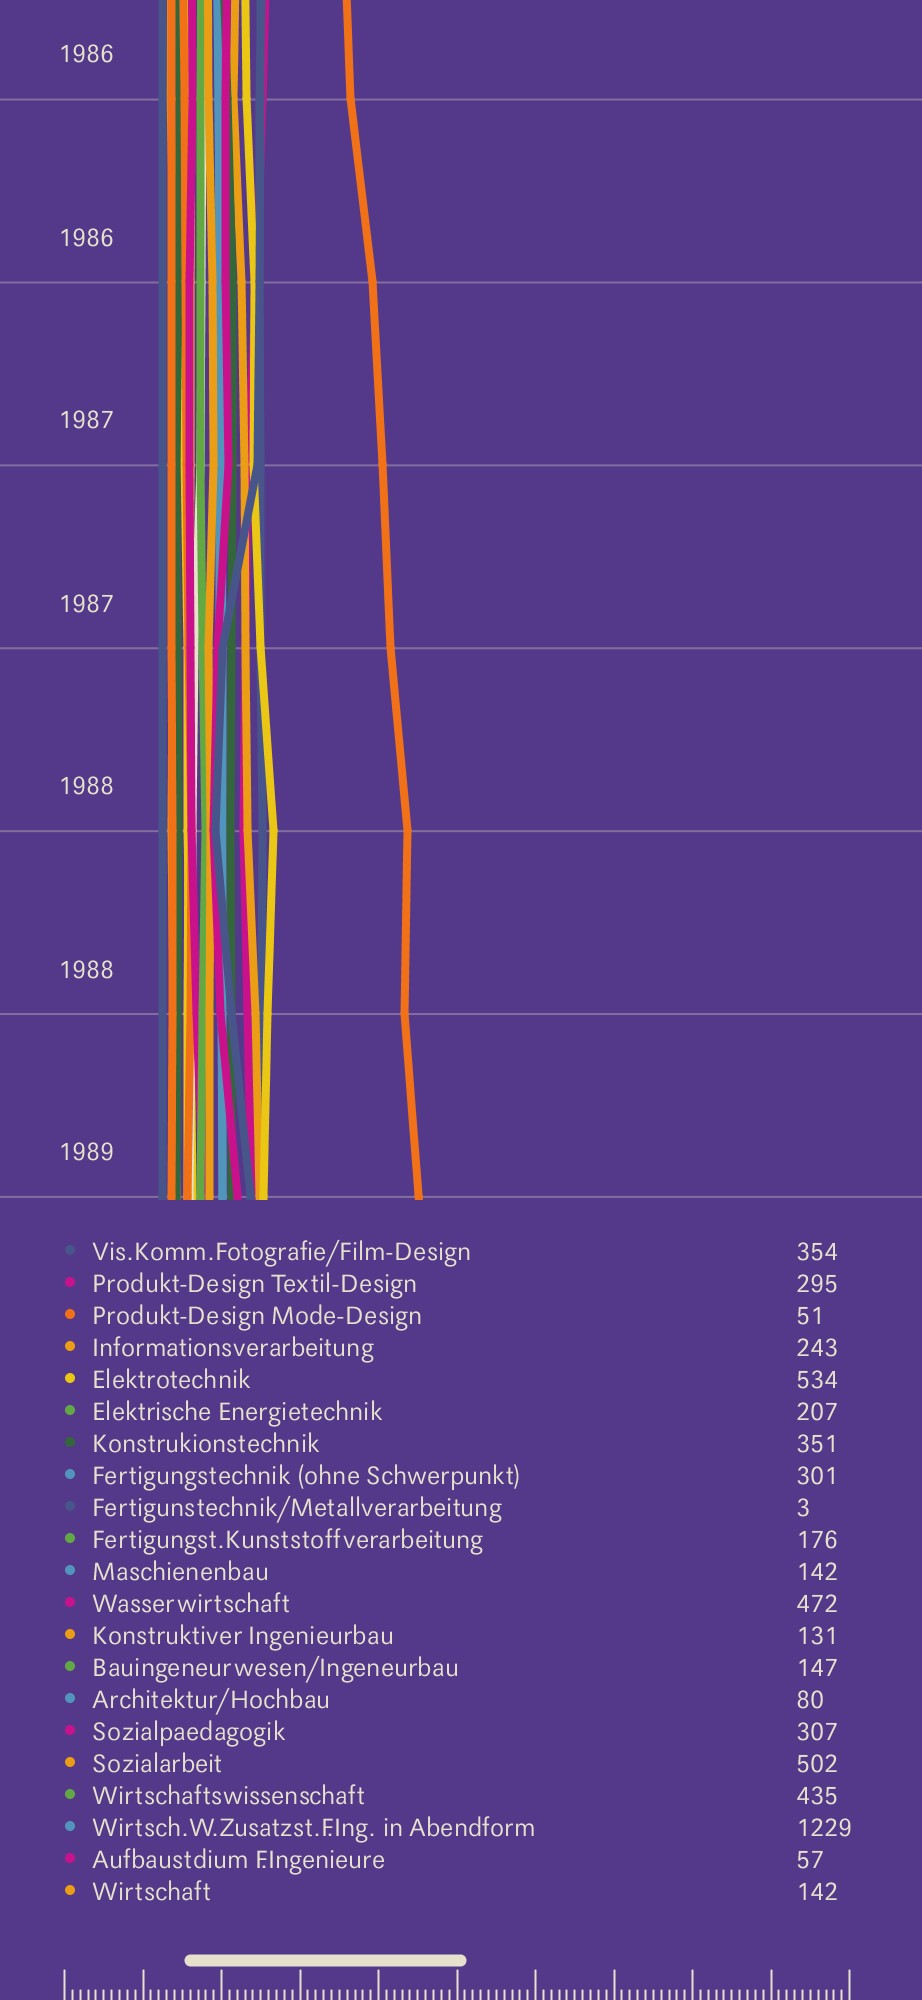 1986
1986
1987
1987
1988
1988
1989
Vis.Komm.Fotografie/Film-Design 354
Produkt-Design Textil-Design 295
Produkt-Design Mode-Design 51
Informationsverarbeitung 243
Elektrotechnik 534
Elektrische Energietechnik 207
Konstrukionstechnik 351
Fertigungstechnik (ohne Schwerpunkt) 301
Fertigunstechnik/Metallverarbeitung 3
Fertigungst.Kunststoffverarbeitung 176
Maschienenbau 142
Wasserwirtschaft 472
Konstruktiver Ingenieurbau 131
Bauingeneurwesen/Ingeneurbau 147
Architektur/Hochbau 80
Sozialpaedagogik 307
Sozialarbeit 502
Wirtschaftswissenschaft 435
Wirtsch.W.Zusatzst.F.Ing. in Abendform 1229
Aufbaustdium F.Ingenieure 57
Wirtschaft 142